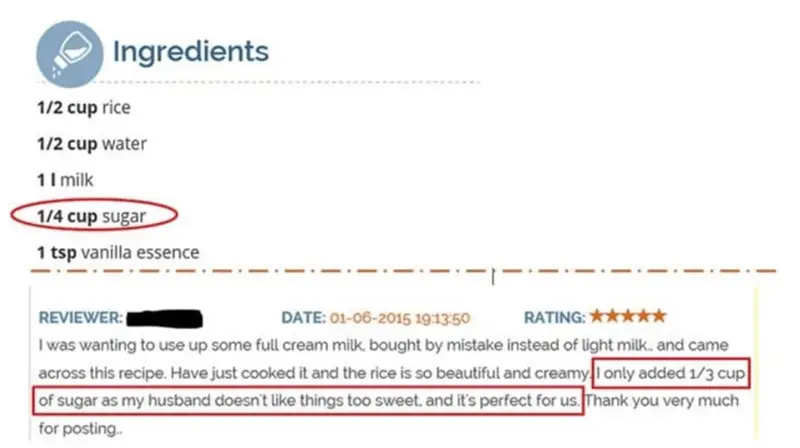 Ingredients
1/2 cup rice
1/2 cup water
1 l milk
1/4 cup sugar
1 tsp vanilla essence
REVIEWER: DATE: 01-06-2015 19:13:50 RATING: ★★★★★
I was wanting to use up some full cream milk, bought by mistake instead of light milk., and came
across this recipe. Have just cooked it and the rice is so beautiful and creamy. I only added 1/3 cup
of sugar as my husband doesn't like things too sweet, and it's perfect for us. Thank you very much
for posting..